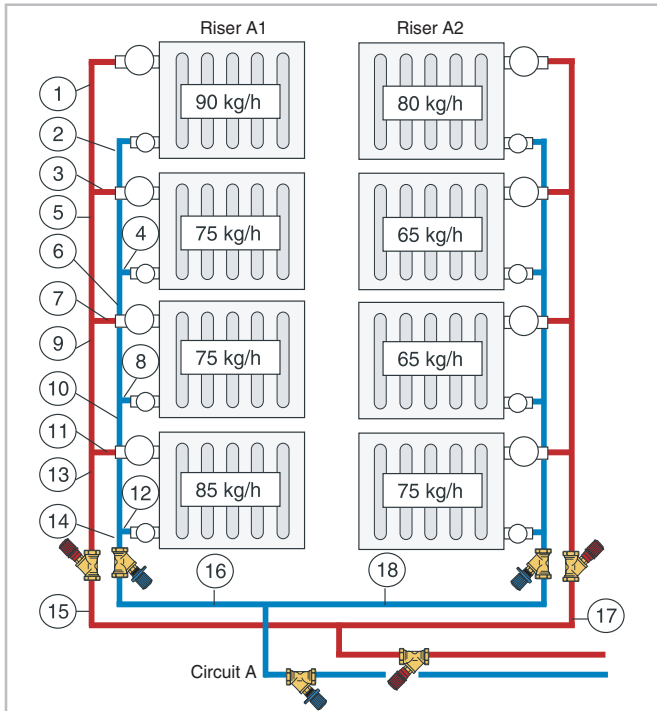 Riser A1
Riser A2
1
90 kg/h
80 kg/h
2
3
5
75 kg/h
65 kg/h
4
6
7
9
75 kg/h
65 kg/h
8
10
11
13
85 kg/h
75 kg/h
12
14
16
18
15
17
Circuit A